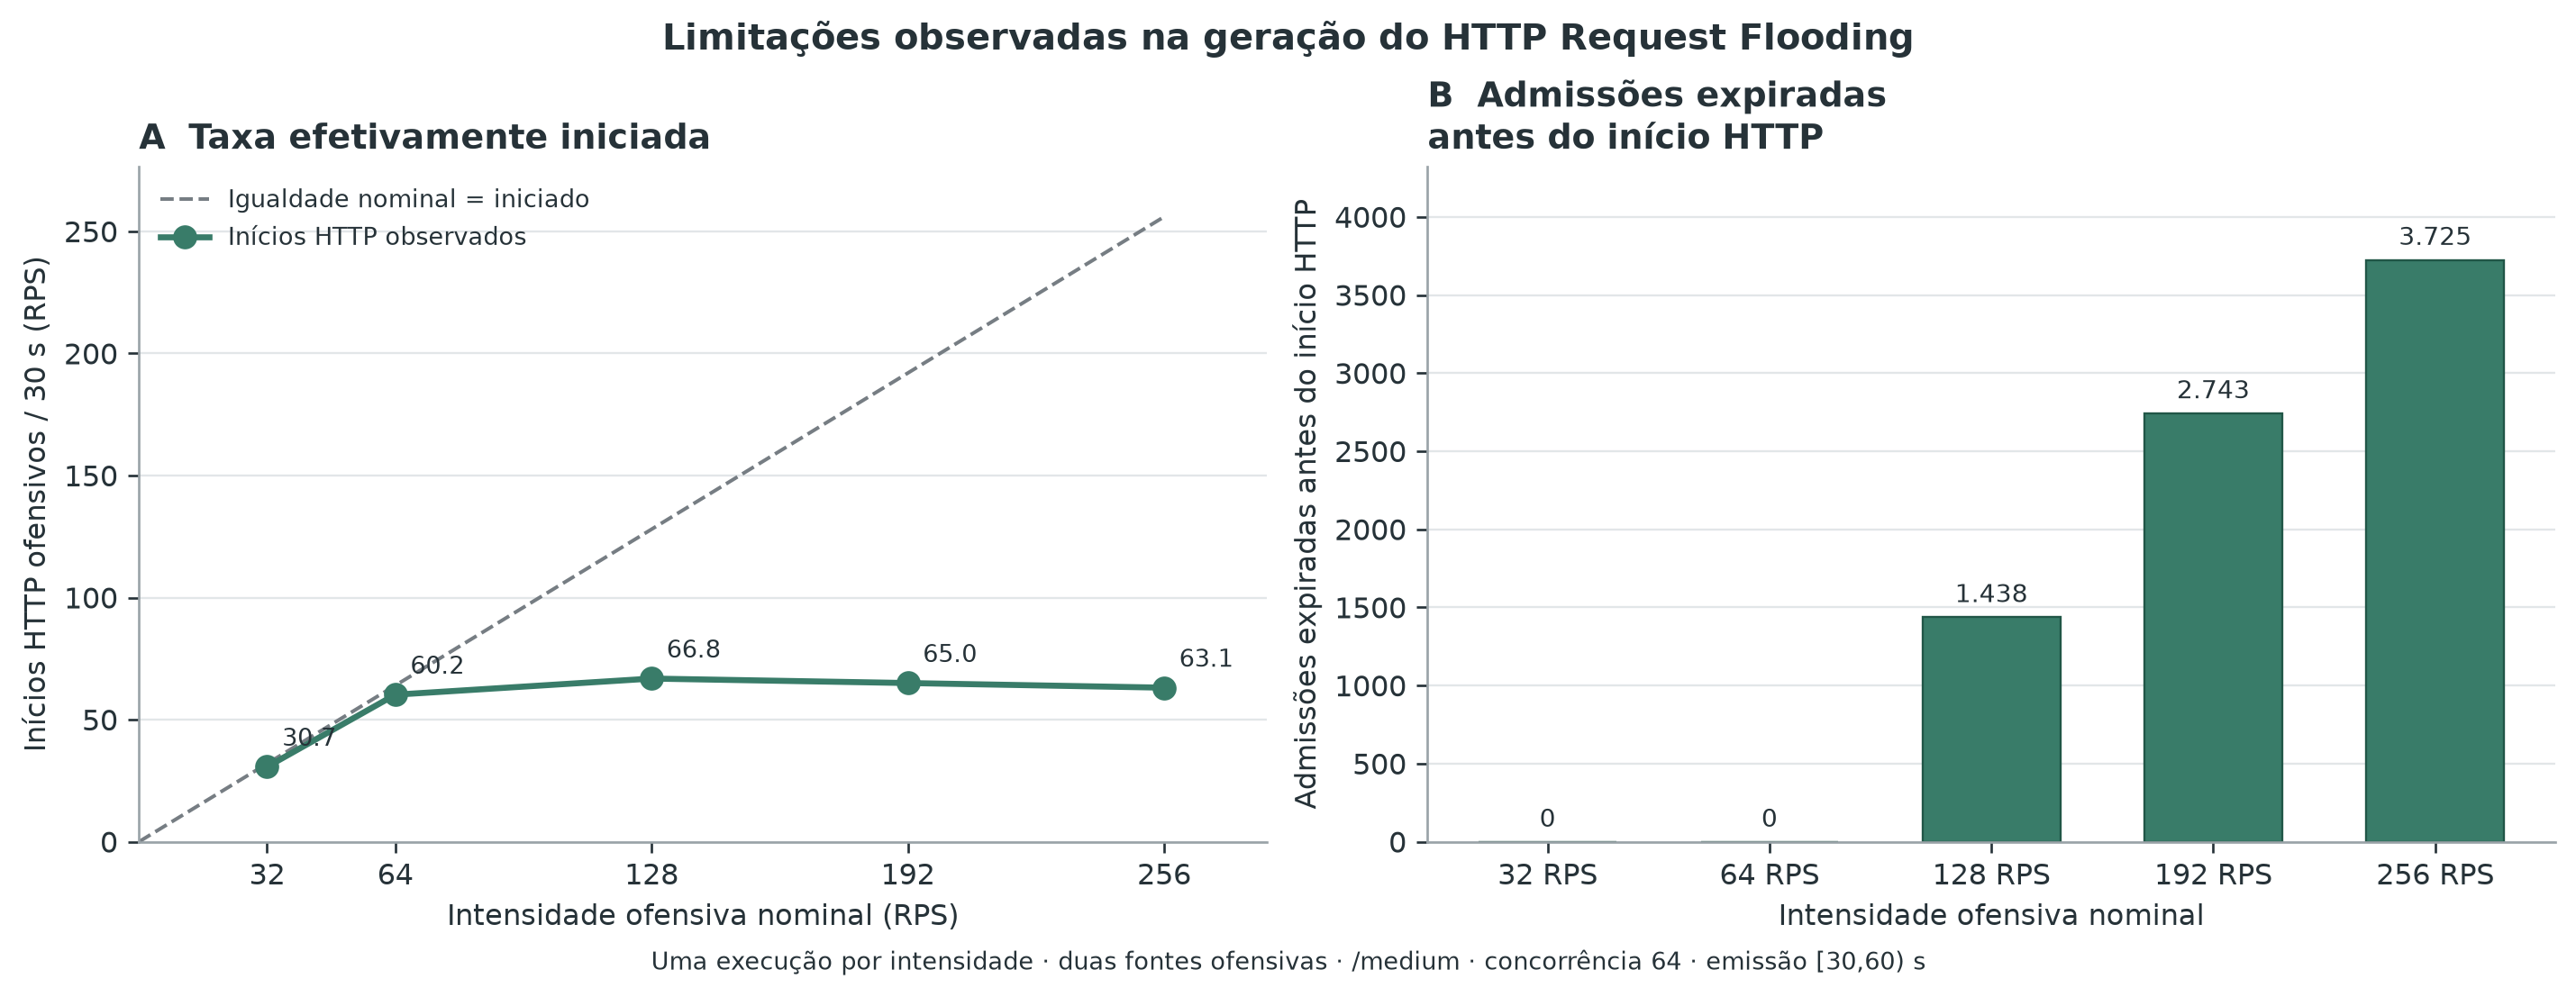 Limitações observadas na geração do HTTP Request Flooding
A Taxa efetivamente iniciada
Igualdade nominal = iniciado
Inícios HTTP observados
Inícios HTTP ofensivos / 30 s (RPS)
250
200
150
100
50
0
30.7
60.2
66.8
65.0
63.1
32
64
128
192
256
Intensidade ofensiva nominal (RPS)
B Admissões expiradas
antes do início HTTP
Admissões expiradas antes do início HTTP
4000
3500
3000
2500
2000
1500
1000
500
0
0
0
1.438
2.743
3.725
32 RPS
64 RPS
128 RPS
192 RPS
256 RPS
Intensidade ofensiva nominal
Uma execução por intensidade · duas fontes ofensivas · /medium · concorrência 64 · emissão [30,60) s